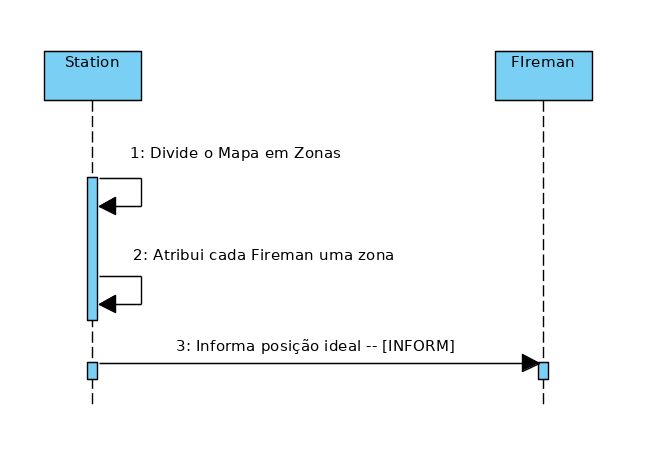 Station
FIreman
1: Divide o Mapa em Zonas
2: Atribui cada Fireman uma zona
3: Informa posição ideal -- [INFORM]